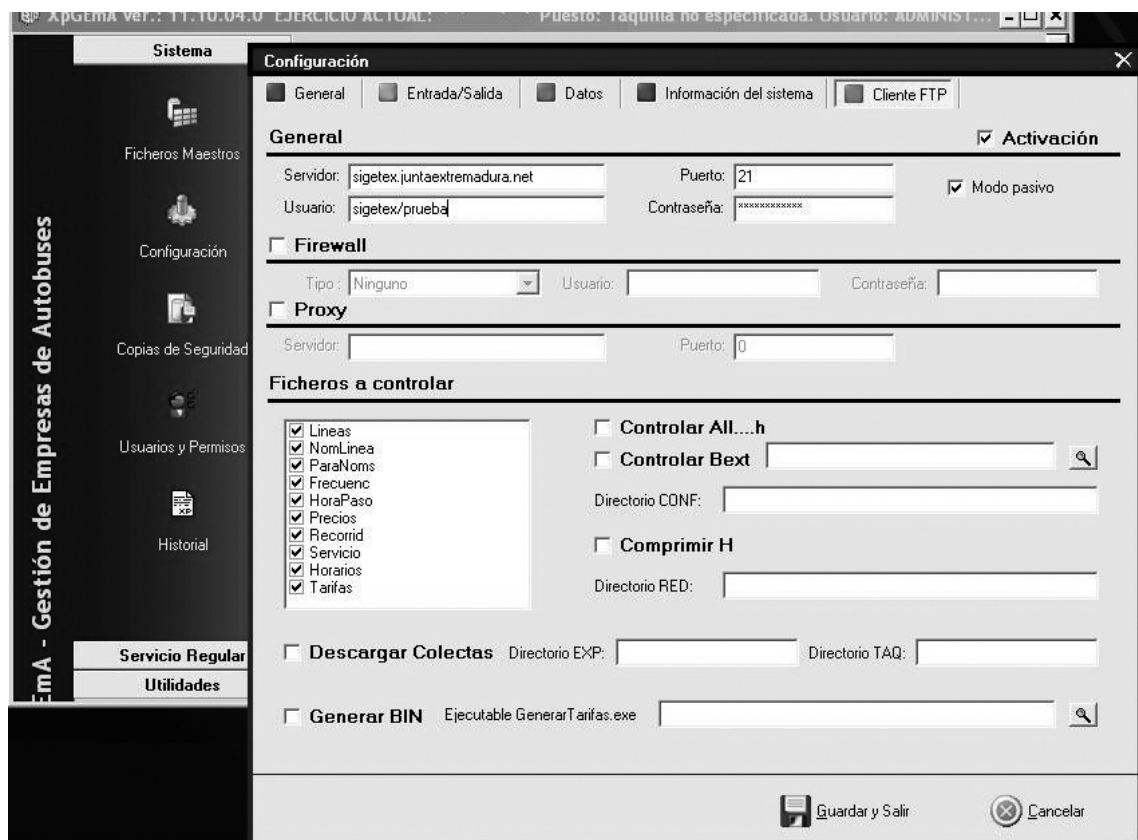 XpGEmA Ver.: 11.10.04.0 EJERCICIO ACTUAL: Puesto: Taquilla no especificada. Usuario: ADMINIST...
Sistema
Ficheros Maestros
Configuración
Copias de Seguridad
Usuarios y Permisos
Historial
Servicio Regular
Utilidades
EmA - Gestión de Empresas de Autobuses
Configuración
General Entrada/Salida Datos Información del sistema Cliente FTP
General Activación
Servidor: sigetex.juntaextremadura.net Puerto: 21 Modo pasivo
Usuario: sigetex/prueba Contraseña: ************
Firewall
Tipo : Ninguno Usuario: Contraseña:
Proxy
Servidor: Puerto: 0
Ficheros a controlar
Lineas
NomLinea
ParaNoms
Frecuenc
HoraPaso
Precios
Recorrid
Servicio
Horarios
Tarifas
Controlar All....h
Controlar Bext
Directorio CONF:
Comprimir H
Directorio RED:
Descargar Colectas Directorio EXP: Directorio TAQ:
Generar BIN Ejecutable GenerarTarifas.exe
Guardar y Salir Cancelar